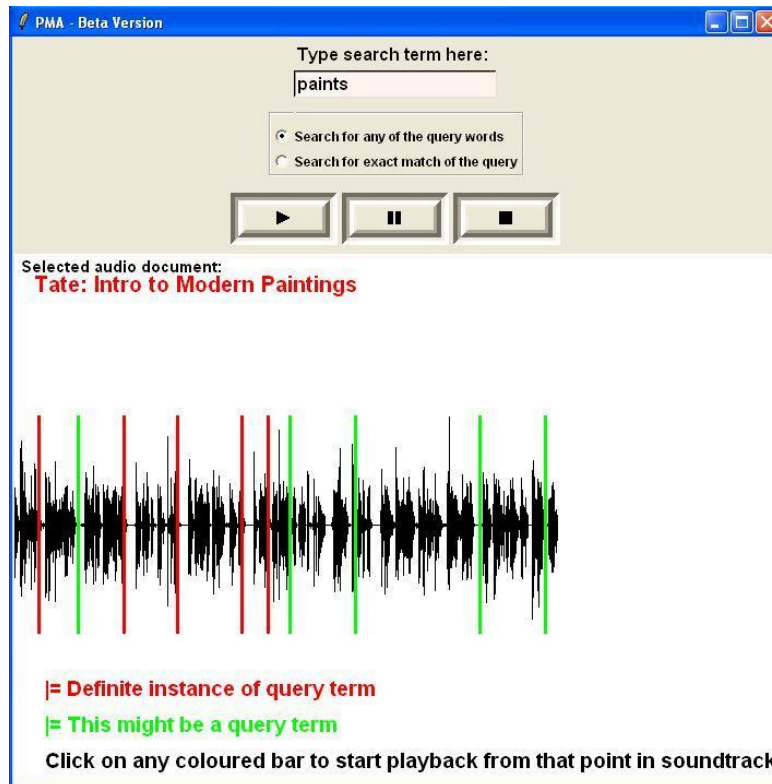 PMA - Beta Version
Type search term here:
paints
Search for any of the query words
Search for exact match of the query
Selected audio document:
Tate: Intro to Modern Paintings
|= Definite instance of query term
|= This might be a query term
Click on any coloured bar to start playback from that point in soundtrack